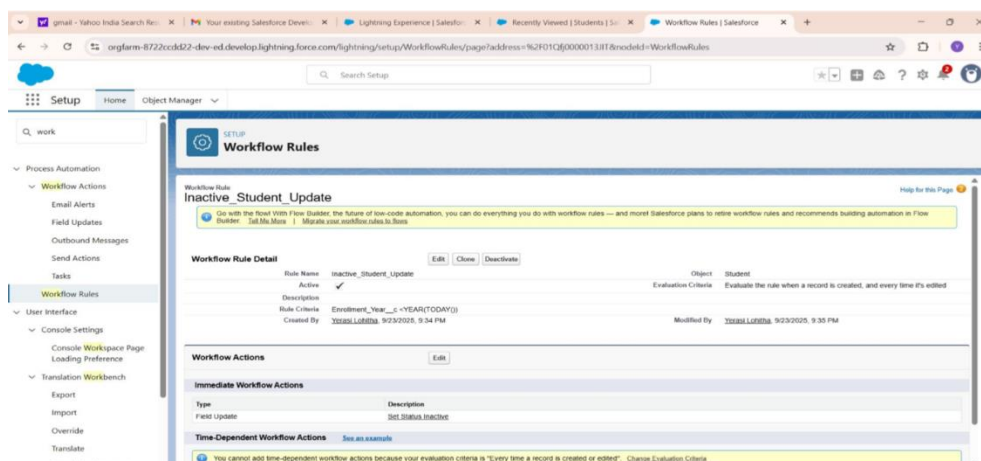 gmail - Yahoo India Search Res
Your existing Salesforce Develo
Lightning Experience | Salesfor
Recently Viewed | Students | Sa
Workflow Rules | Salesforce
orgfarm-8722ccdd22-dev-ed.develop.lightning.force.com/lightning/setup/WorkflowRules/page?address=%2F01Qfj0000013JIT&nodeId=WorkflowRules
Search Setup
2
Setup Home Object Manager
work
SETUP
Workflow Rules
Process Automation
Workflow Actions
Email Alerts
Field Updates
Outbound Messages
Send Actions
Tasks
Workflow Rules
User Interface
Console Settings
Console Workspace Page
Loading Preference
Translation Workbench
Export
Import
Override
Translate
Workflow Rule
Inactive_Student_Update
Help for this Page
Go with the flow! With Flow Builder, the future of low-code automation, you can do everything you do with workflow rules — and more! Salesforce plans to retire workflow rules and recommends building automation in Flow
Builder. Tell Me More | Migrate your workflow rules to flows
Workflow Rule Detail Edit Clone Deactivate
Rule Name Inactive_Student_Update Object Student
Active Evaluation Criteria Evaluate the rule when a record is created, and every time it's edited
Description
Rule Criteria Enrollment_Year__c <YEAR(TODAY())
Created By Yerasi Lohitha, 9/23/2025, 9:34 PM Modified By Yerasi Lohitha, 9/23/2025, 9:35 PM
Workflow Actions Edit
Immediate Workflow Actions
Type Description
Field Update Set Status Inactive
Time-Dependent Workflow Actions See an example
You cannot add time-dependent workflow actions because your evaluation criteria is "Every time a record is created or edited". Change Evaluation Criteria